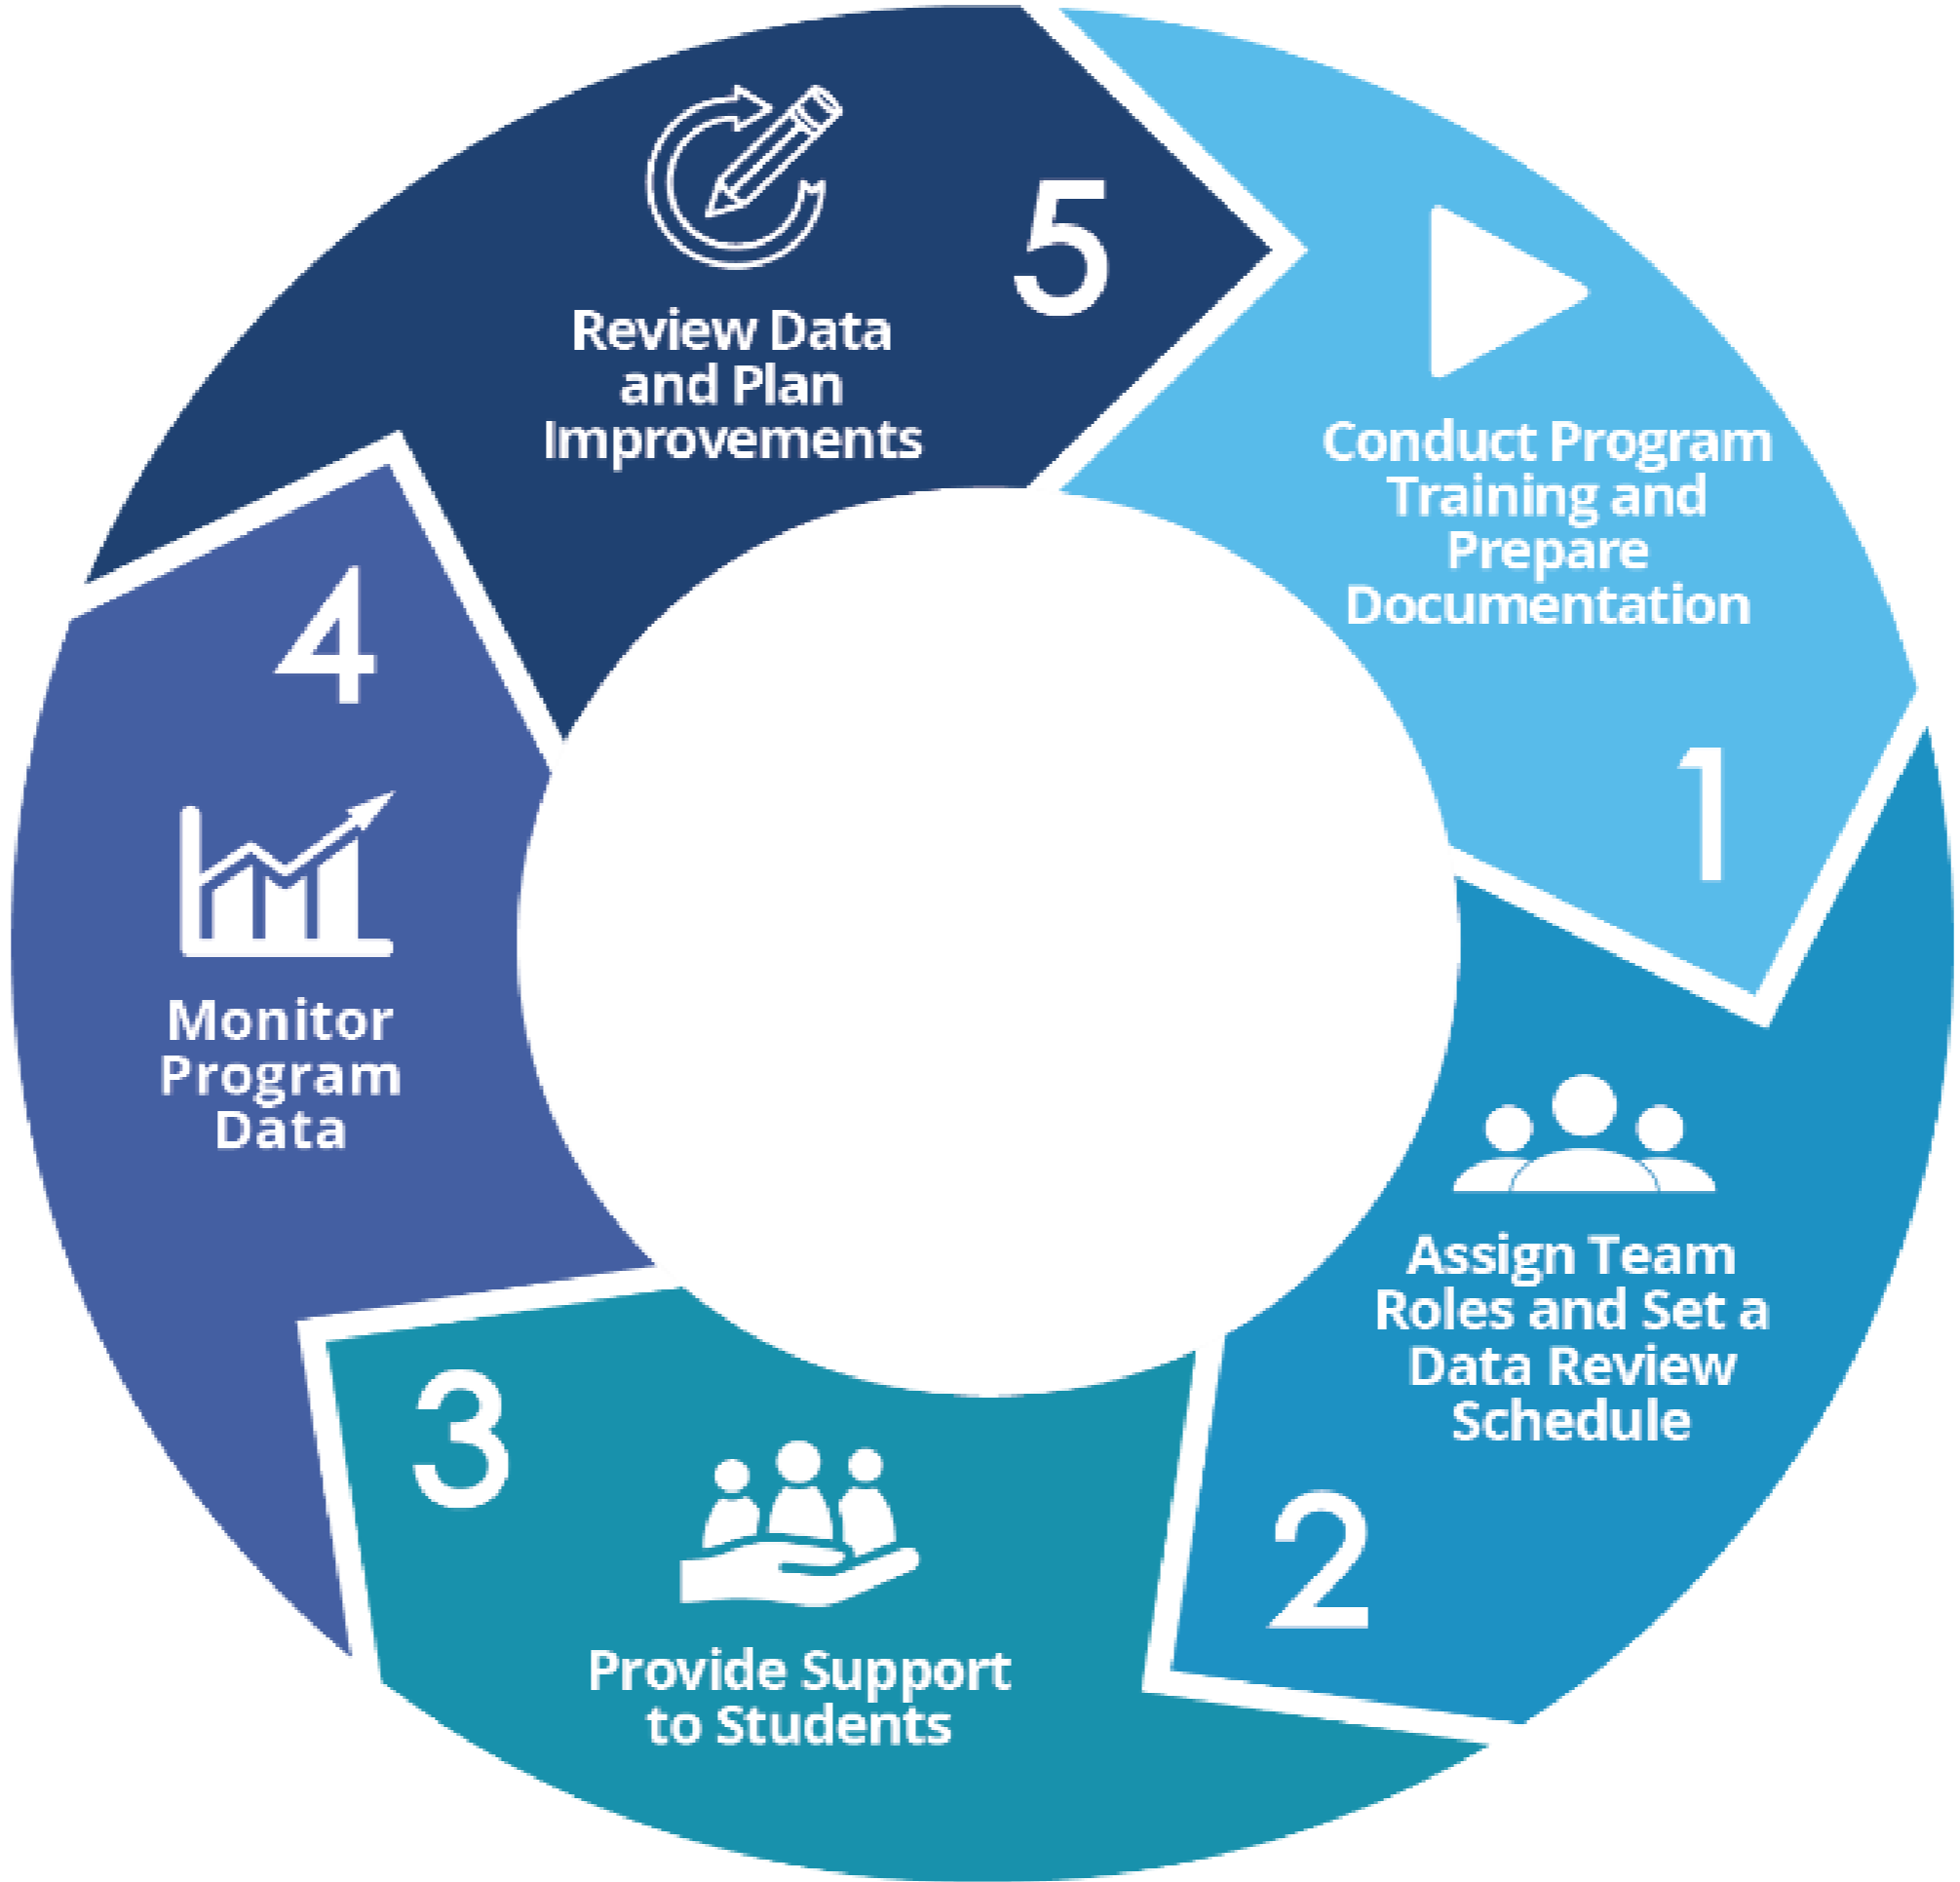 Conduct Program
Training and
Prepare
Documentation
1
Assign Team
Roles and Set a
Data Review
Schedule
2
3
Provide Support
to Students
4
Monitor
Program
Data
5
Review Data
and Plan
Improvements